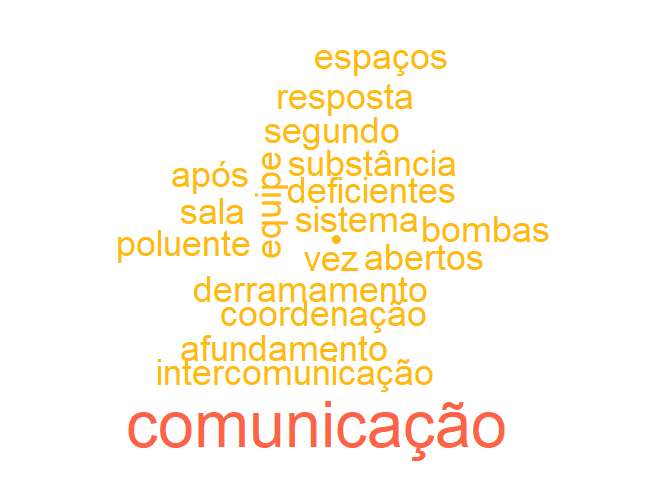 espaços
resposta
segundo
substância
após
equipe
deficientes
sala
sistema
bombas
poluente
vez
abertos
derramamento
coordenação
afundamento
intercomunicação
comunicação